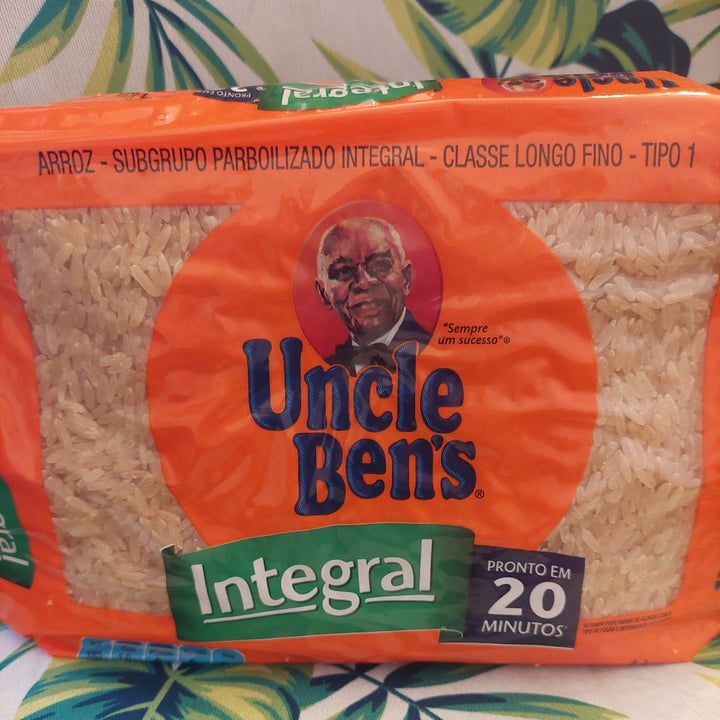 Integral
Uncle
ARROZ - SUBGRUPO PARBOILIZADO INTEGRAL - CLASSE LONGO FINO - TIPO 1
"Sempre
um sucesso"®
Uncle
Ben's®
Integral
PRONTO EM
20
MINUTOS*